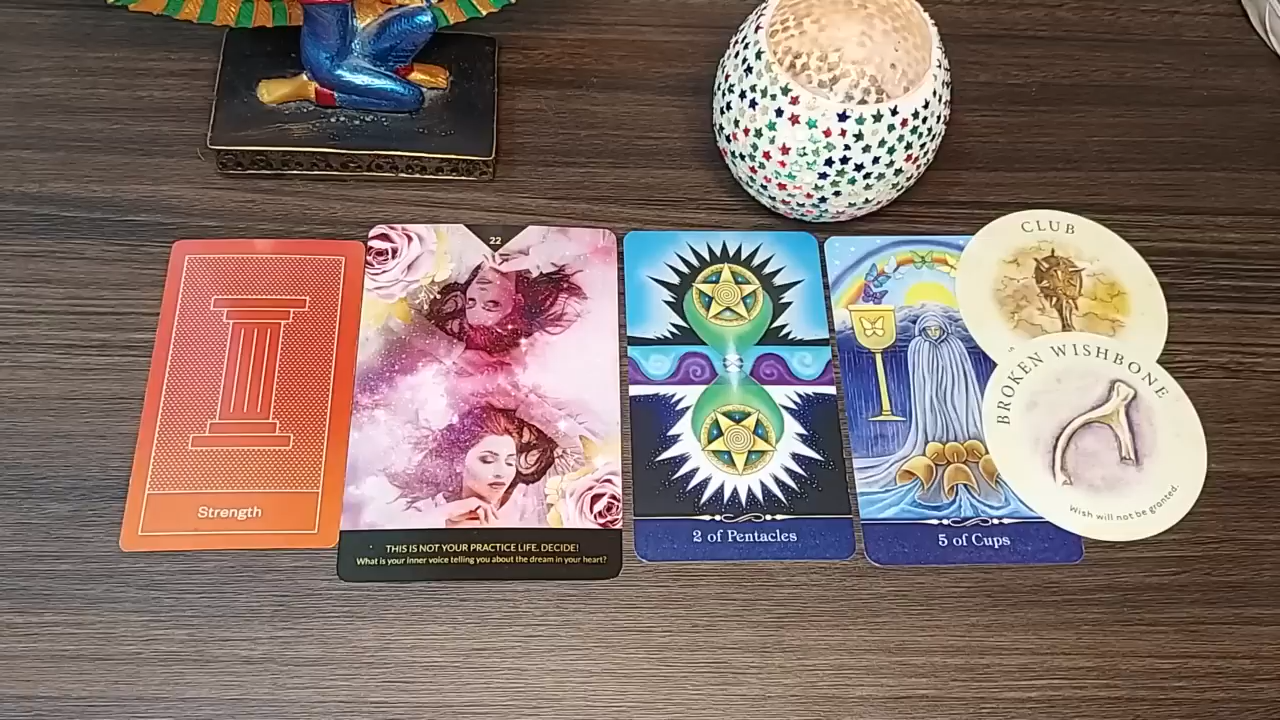 Strength
22
THIS IS NOT YOUR PRACTICE LIFE. DECIDE!
What is your inner voice telling you about the dream in your heart?
2 of Pentacles
5 of Cups
CLUB
BROKEN WISHBONE
Wish will not be granted.